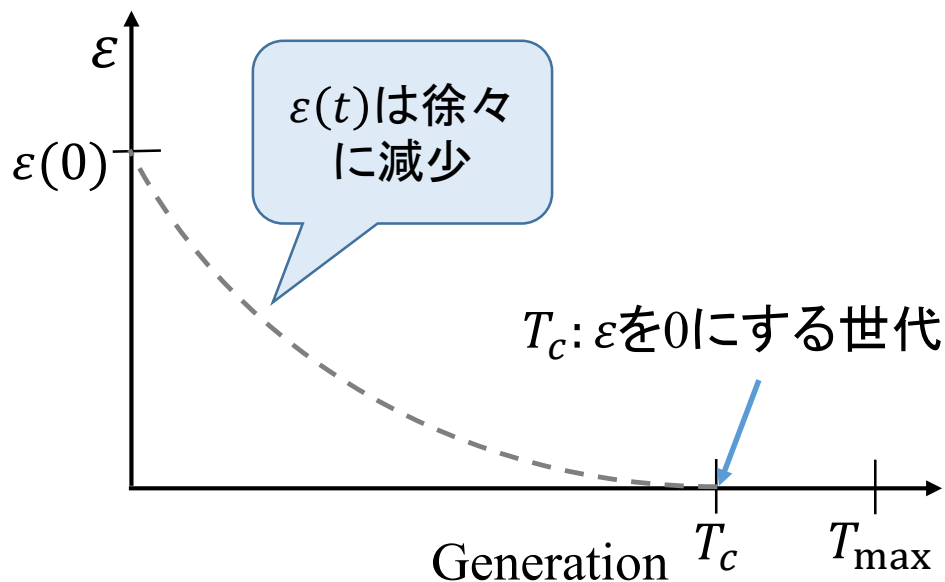 ε
ε(t)は徐々
に減少
ε(0)
T_c: εを0にする世代
T_c
T_max
Generation